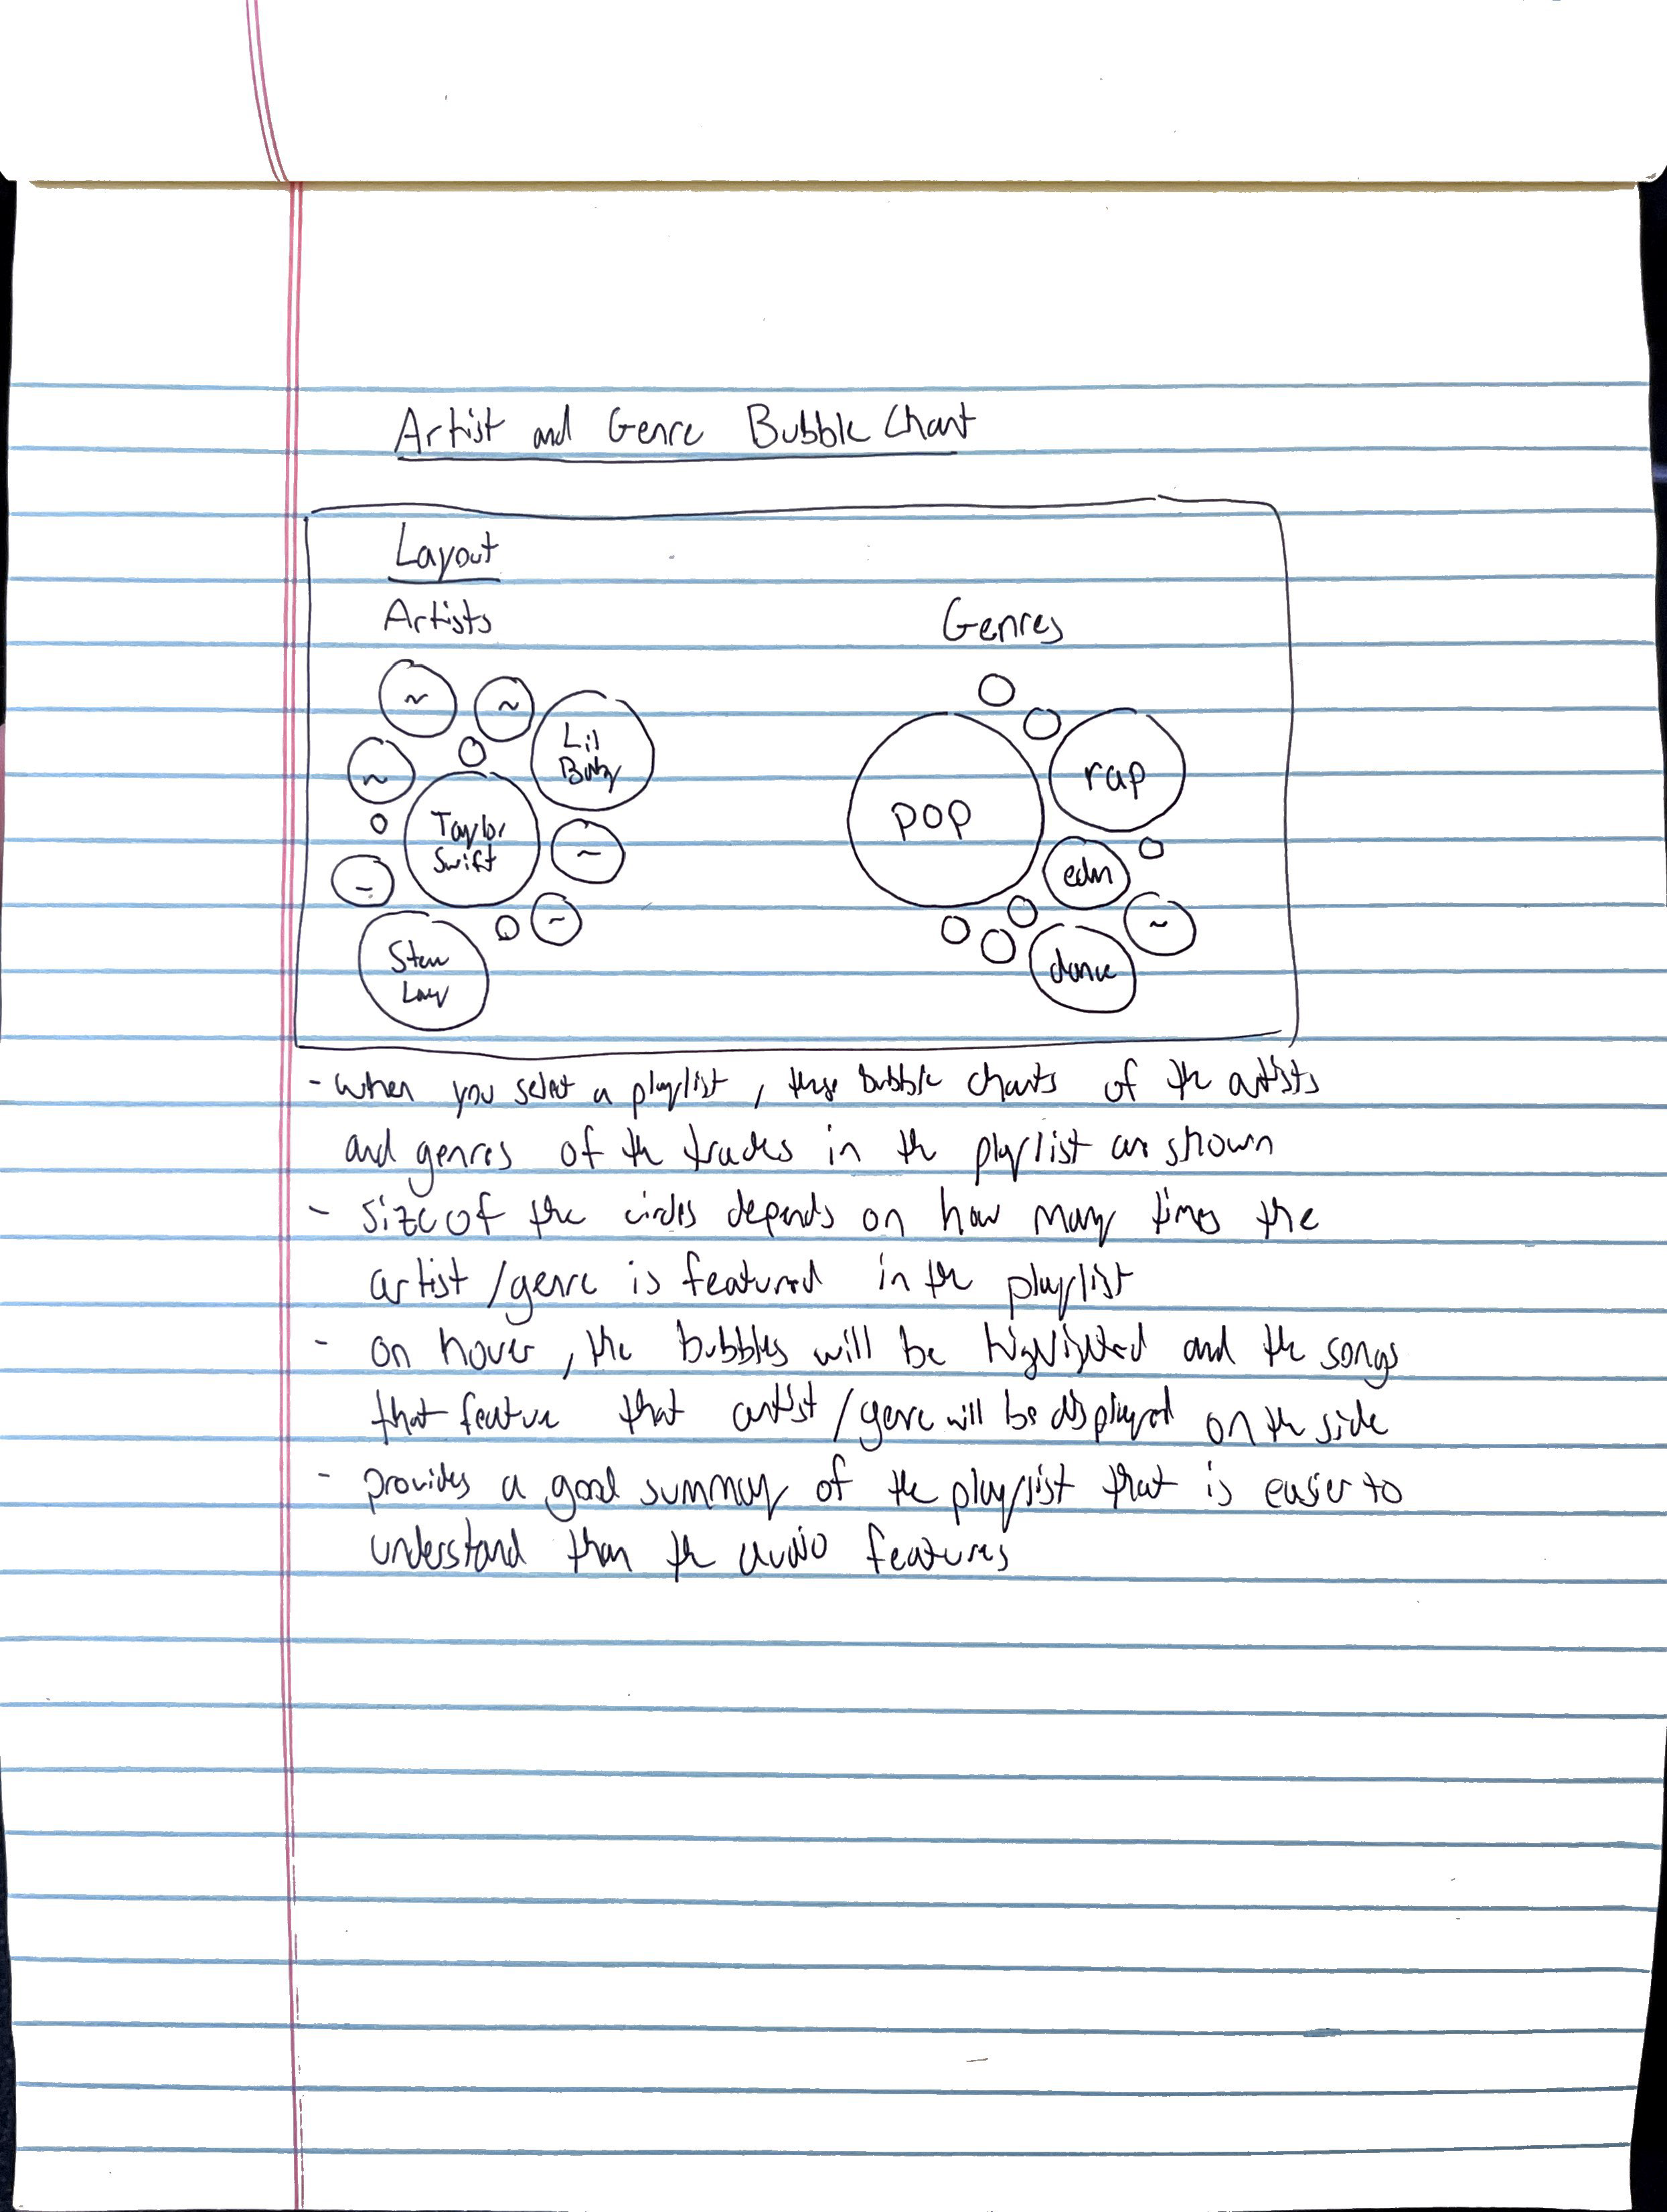 Artist and Genre Bubble Chart
Layout
Artists
Genres
~
~
Lil
Baby
~
Taylor
Swift
~
~
~
Lauv
pop
rap
edm
~
dance
- when you select a playlist, these bubble charts of the artists
and genres of the tracks in the playlist are shown
- size of the circles depends on how many times the
artist/genre is featured in the playlist
- on hover, the bubbles will be highlighted and the songs
that feature that artist/genre will be displayed on the side
- provides a good summary of the playlist that is easier to
understand than the audio features